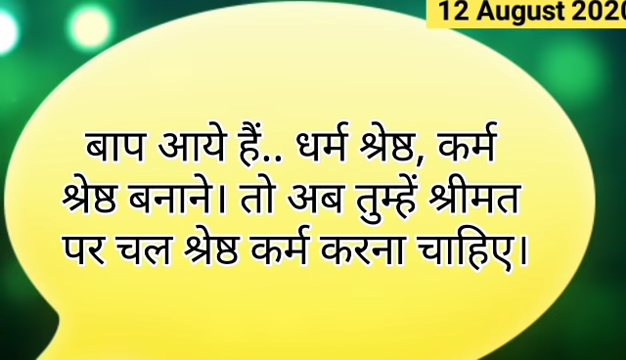 12 August 2020
बाप आये हैं.. धर्म श्रेष्ठ, कर्म
श्रेष्ठ बनाने। तो अब तुम्हें श्रीमत
पर चल श्रेष्ठ कर्म करना चाहिए।